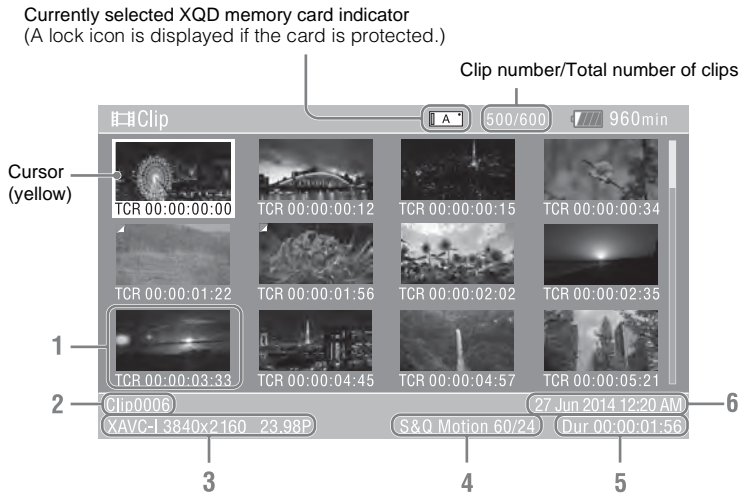 Currently selected XQD memory card indicator
(A lock icon is displayed if the card is protected.)
Clip number/Total number of clips
Clip
A
500/600
960min
Cursor
(yellow)
TCR 00:00:00:00
TCR 00:00:00:12
TCR 00:00:00:15
TCR 00:00:00:34
TCR 00:00:01:22
TCR 00:00:01:56
TCR 00:00:02:02
TCR 00:00:02:35
1
TCR 00:00:03:33
TCR 00:00:04:45
TCR 00:00:04:57
TCR 00:00:05:21
2
Clip0006
27 Jun 2014 12:20 AM
6
XAVC-I 3840x2160 23.98P
S&Q Motion 60/24
Dur 00:00:01:56
3
4
5